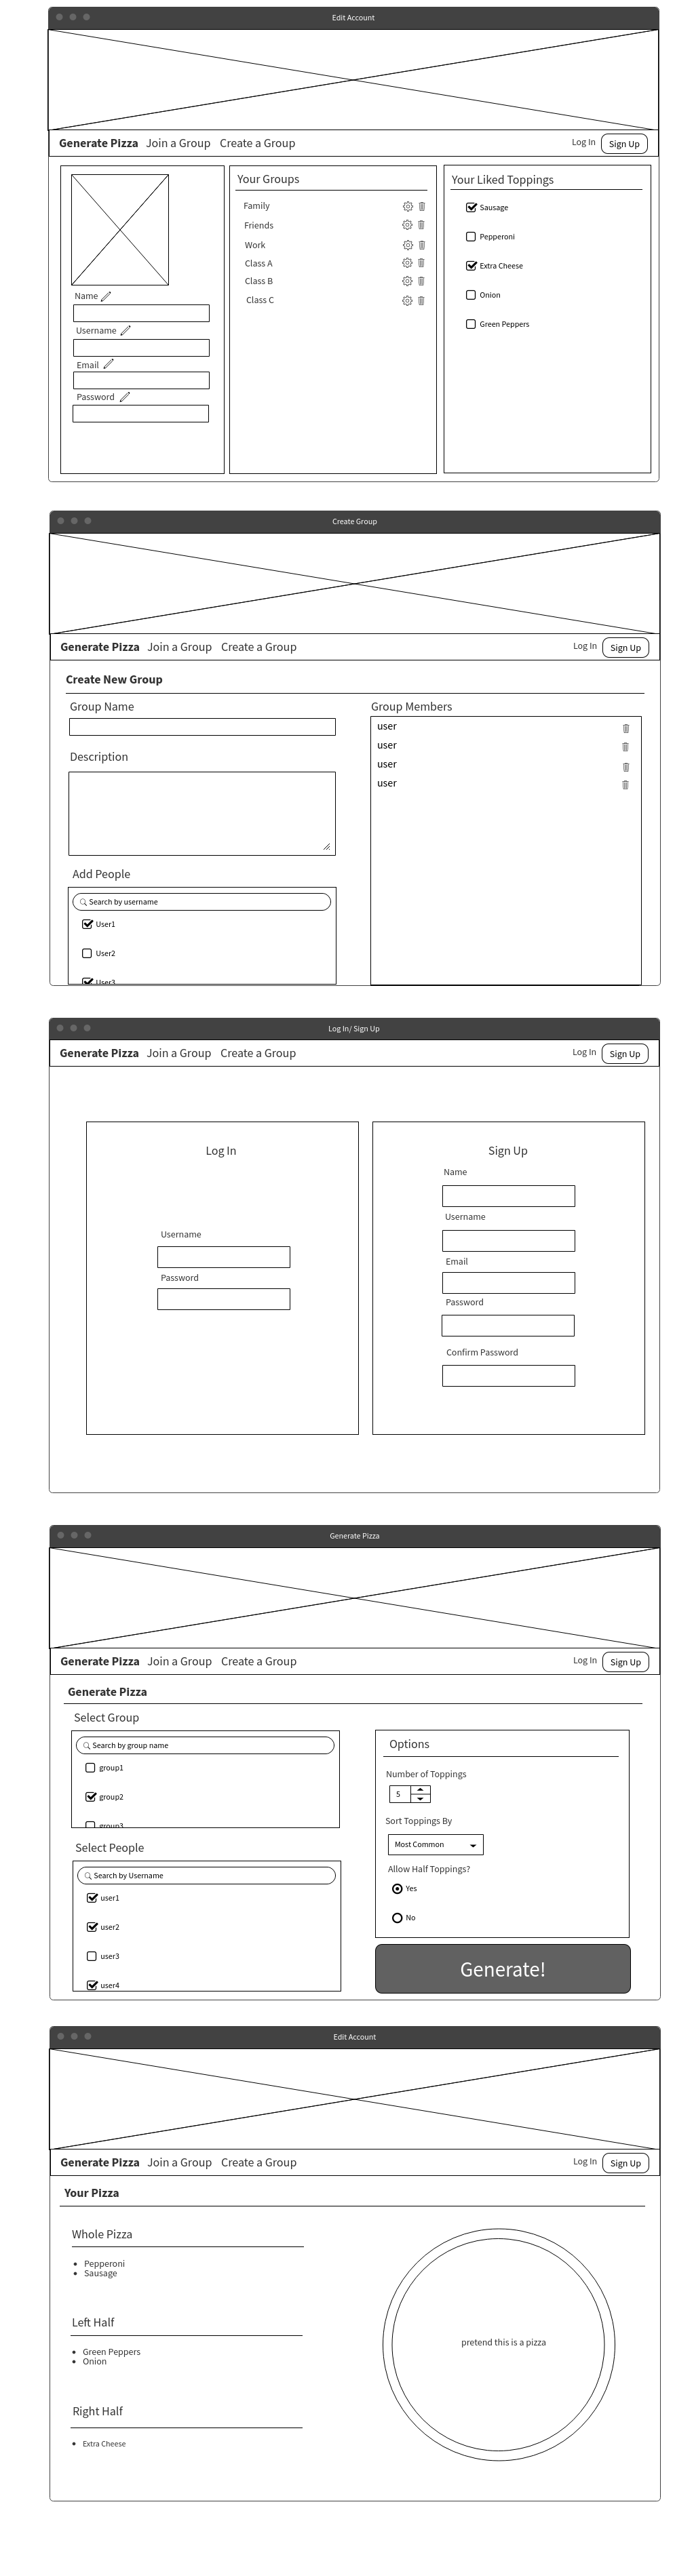 Edit Account
Generate Pizza Join a Group Create a Group Log In Sign Up
Name
Username
Email
Password
Your Groups
Family
Friends
Work
Class A
Class B
Class C
Your Liked Toppings
Sausage
Pepperoni
Extra Cheese
Onion
Green Peppers
Create Group
Generate Pizza Join a Group Create a Group Log In Sign Up
Create New Group
Group Name
Description
Add People
Search by username
User1
User2
User3
Group Members
user
user
user
user
Log In/ Sign Up
Generate Pizza Join a Group Create a Group Log In Sign Up
Log In
Username
Password
Sign Up
Name
Username
Email
Password
Confirm Password
Generate Pizza
Generate Pizza Join a Group Create a Group Log In Sign Up
Generate Pizza
Select Group
Search by group name
group1
group2
group3
Select People
Search by Username
user1
user2
user3
user4
Options
Number of Toppings
5
Sort Toppings By
Most Common
Allow Half Toppings?
Yes
No
Generate!
Edit Account
Generate Pizza Join a Group Create a Group Log In Sign Up
Your Pizza
Whole Pizza
Pepperoni
Sausage
Left Half
Green Peppers
Onion
Right Half
Extra Cheese
pretend this is a pizza